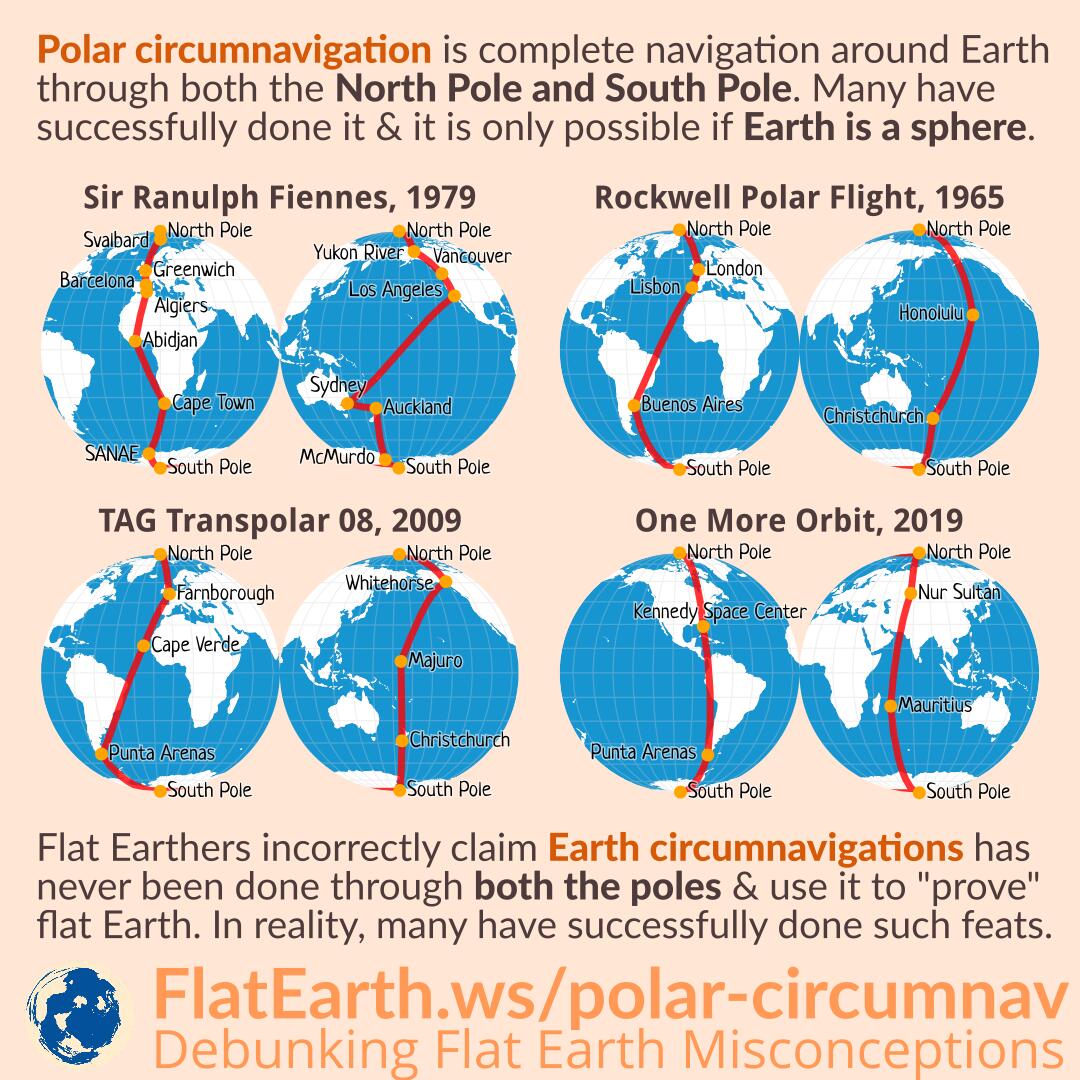 Polar circumnavigation is complete navigation around Earth
through both the North Pole and South Pole. Many have
successfully done it & it is only possible if Earth is a sphere.
Sir Ranulph Fiennes, 1979
North Pole
Svalbard
Greenwich
Barcelona
Algiers
Abidjan
Cape Town
SANAE
South Pole
North Pole
Yukon River
Vancouver
Los Angeles
Sydney
Auckland
McMurdo
South Pole
Rockwell Polar Flight, 1965
North Pole
London
Lisbon
Buenos Aires
South Pole
North Pole
Honolulu
Christchurch
South Pole
TAG Transpolar 08, 2009
North Pole
Farnborough
Cape Verde
Punta Arenas
South Pole
North Pole
Whitehorse
Majuro
Christchurch
South Pole
One More Orbit, 2019
North Pole
Kennedy Space Center
Punta Arenas
South Pole
North Pole
Nur Sultan
Mauritius
South Pole
Flat Earthers incorrectly claim Earth circumnavigations has
never been done through both the poles & use it to "prove"
flat Earth. In reality, many have successfully done such feats.
FlatEarth.ws/polar-circumnav
Debunking Flat Earth Misconceptions